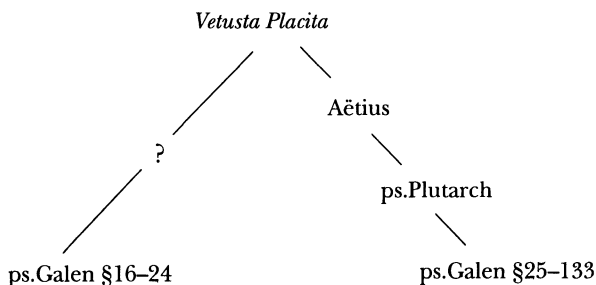 Vetusta Placita
Aëtius
?
ps.Plutarch
ps.Galen §16–24
ps.Galen §25–133